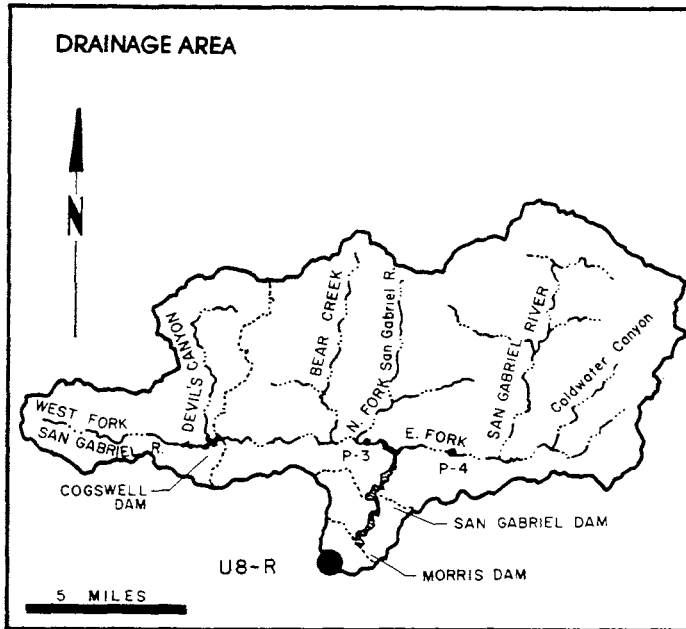 DRAINAGE AREA
N
DEVIL'S CANYON
BEAR CREEK
N. FORK San Gabriel R.
SAN GABRIEL RIVER
Coldwater Canyon
WEST FORK
SAN GABRIEL R.
E. FORK
P-3
P-4
COGSWELL
DAM
SAN GABRIEL DAM
U8-R
MORRIS DAM
5 MILES